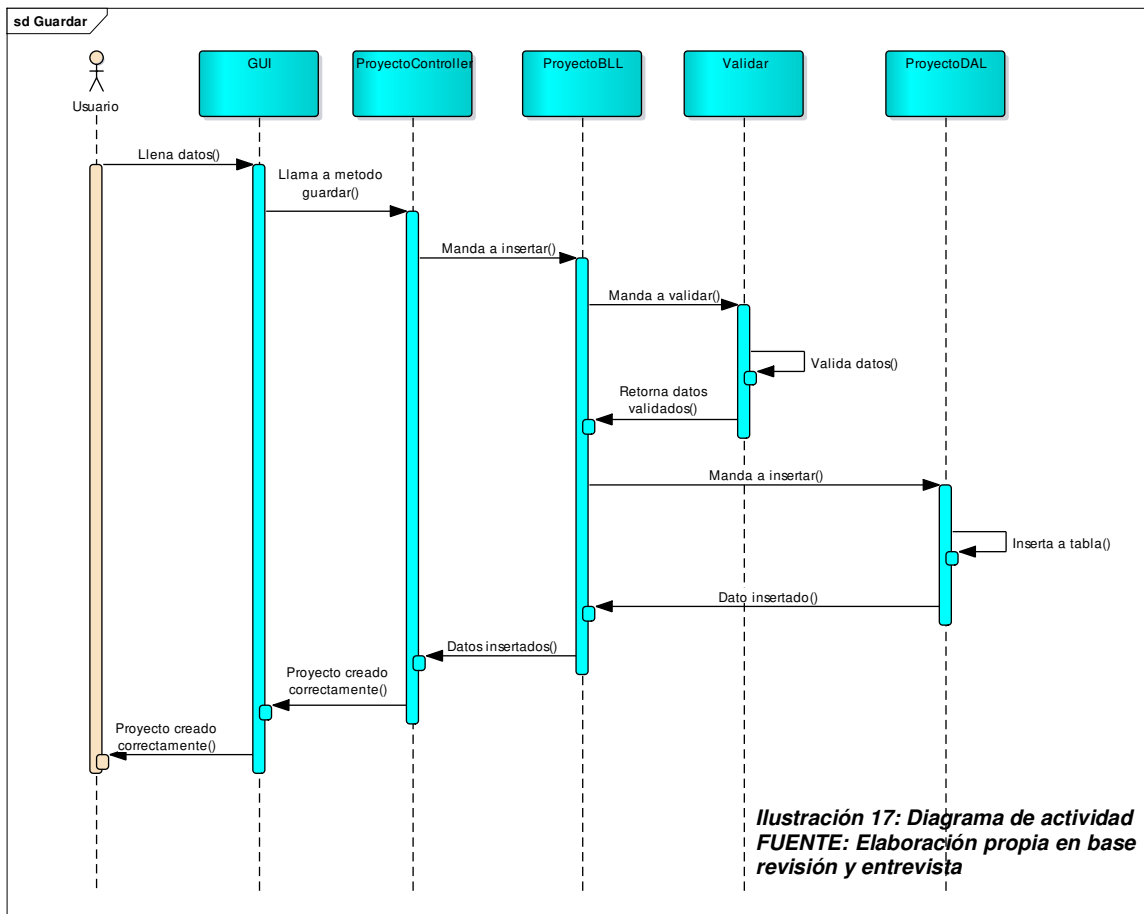 sd Guardar
Usuario
GUI
ProyectoController
ProyectoBLL
Validar
ProyectoDAL
Llena datos()
Llama a metodo
guardar()
Manda a insertar()
Manda a validar()
Valida datos()
Retorna datos
validados()
Manda a insertar()
Inserta a tabla()
Dato insertado()
Datos insertados()
Proyecto creado
correctamente()
Proyecto creado
correctamente()
Ilustración 17: Diagrama de actividad
FUENTE: Elaboración propia en base
revisión y entrevista